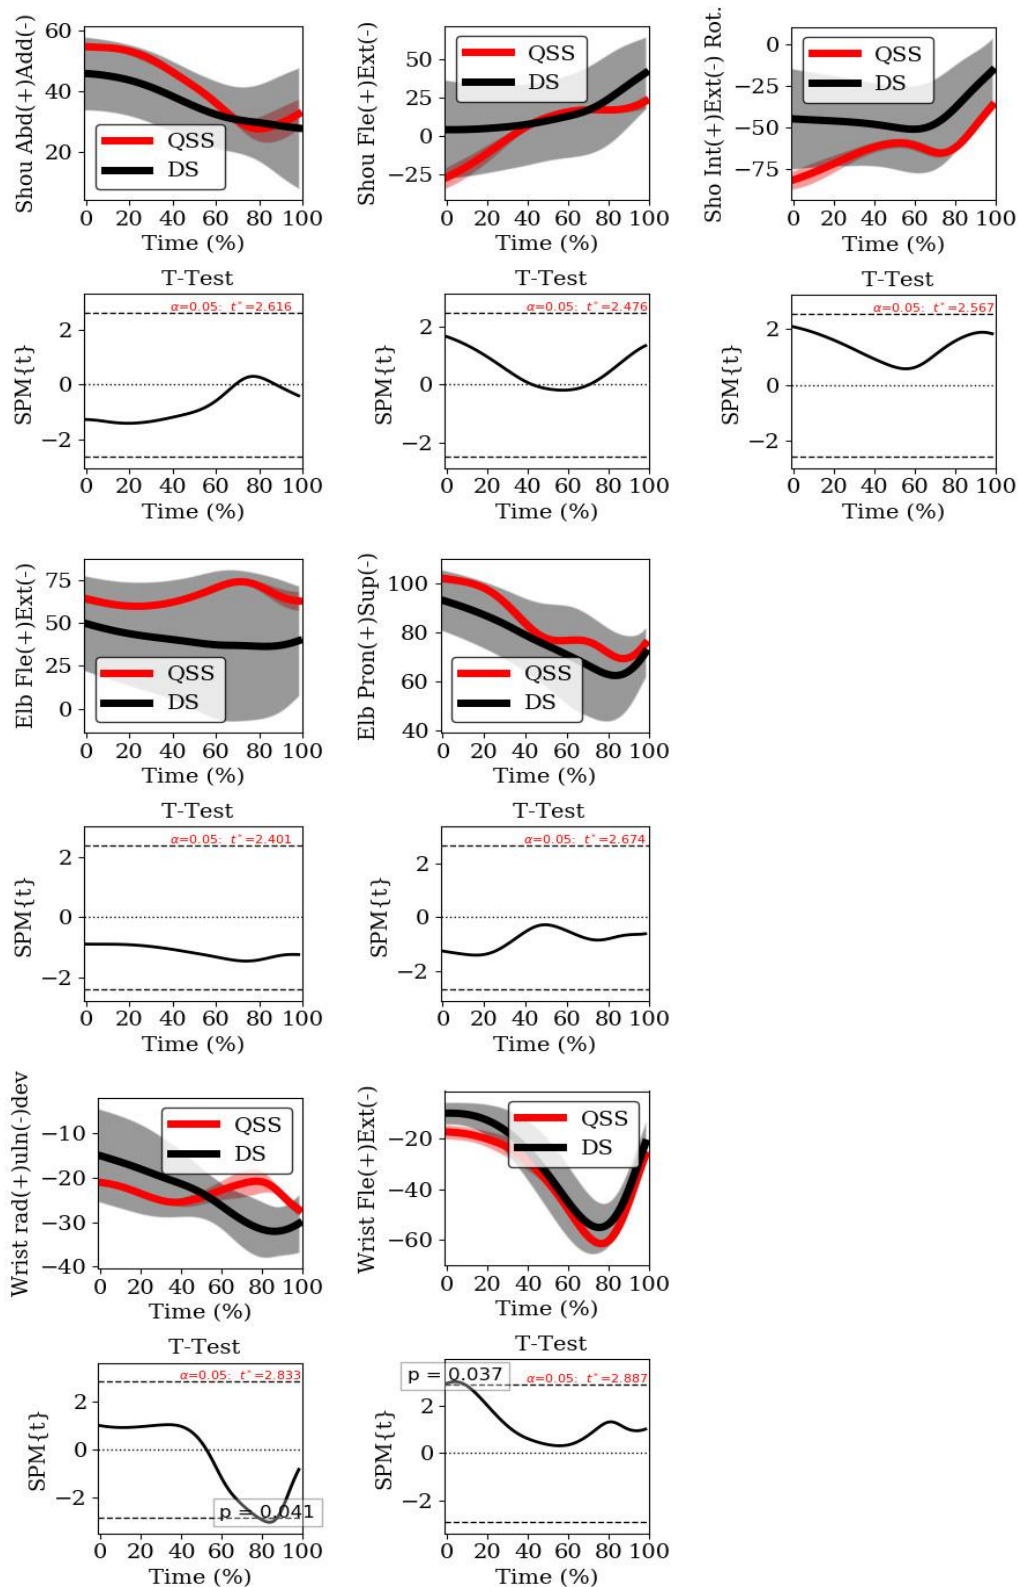 Shou Abd(+)Add(-)
60
40
20
QSS
DS
0 20 40 60 80 100
Time (%)
Shou Fle(+)Ext(-)
50
25
0
−25
QSS
DS
0 20 40 60 80 100
Time (%)
Sho Int(+)Ext(-) Rot.
0
−25
−50
−75
QSS
DS
0 20 40 60 80 100
Time (%)
T-Test
SPM{t}
α=0.05: t*=2.616
2
0
−2
0 20 40 60 80 100
Time (%)
T-Test
SPM{t}
α=0.05: t*=2.476
2
0
−2
0 20 40 60 80 100
Time (%)
T-Test
SPM{t}
α=0.05: t*=2.567
2
0
−2
0 20 40 60 80 100
Time (%)
Elb Fle(+)Ext(-)
75
50
25
0
QSS
DS
0 20 40 60 80 100
Time (%)
Elb Pron(+)Sup(-)
100
80
60
40
QSS
DS
0 20 40 60 80 100
Time (%)
T-Test
SPM{t}
α=0.05: t*=2.401
2
0
−2
0 20 40 60 80 100
Time (%)
T-Test
SPM{t}
α=0.05: t*=2.674
2
0
−2
0 20 40 60 80 100
Time (%)
Wrist rad(+)uln(-)dev
−10
−20
−30
−40
QSS
DS
0 20 40 60 80 100
Time (%)
Wrist Fle(+)Ext(-)
−20
−40
−60
QSS
DS
0 20 40 60 80 100
Time (%)
T-Test
SPM{t}
α=0.05: t*=2.833
2
0
−2
p = 0.041
0 20 40 60 80 100
Time (%)
T-Test
SPM{t}
p = 0.037
α=0.05: t*=2.887
2
0
−2
0 20 40 60 80 100
Time (%)